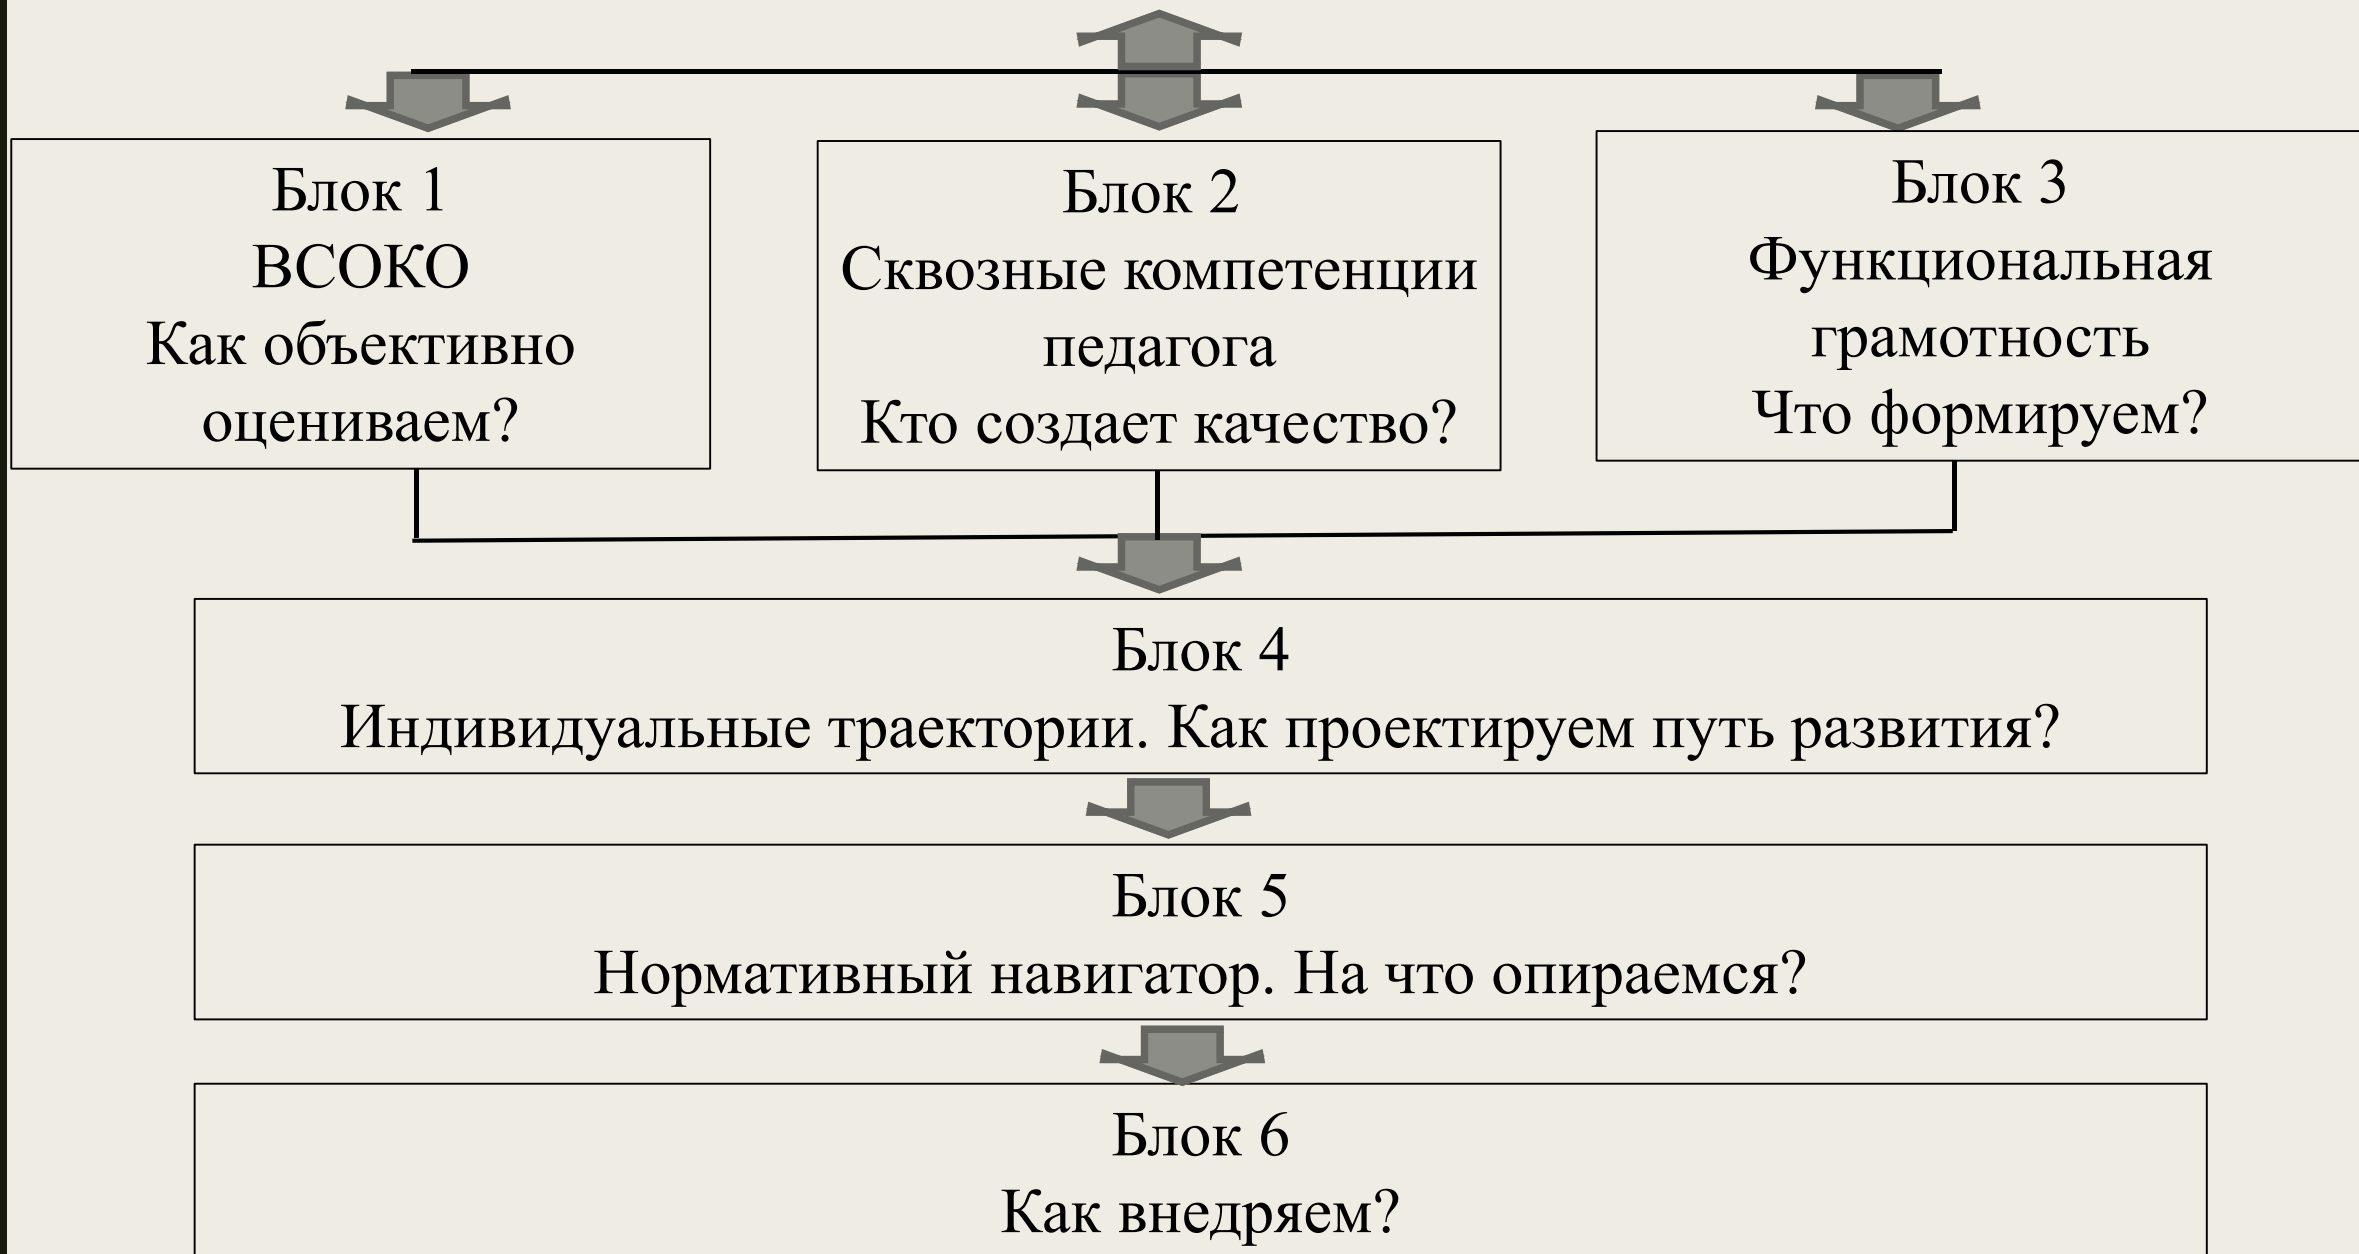 Блок 1
ВСОКО
Как объективно
оцениваем?
Блок 2
Сквозные компетенции
педагога
Кто создает качество?
Блок 3
Функциональная
грамотность
Что формируем?
Блок 4
Индивидуальные траектории. Как проектируем путь развития?
Блок 5
Нормативный навигатор. На что опираемся?
Блок 6
Как внедряем?